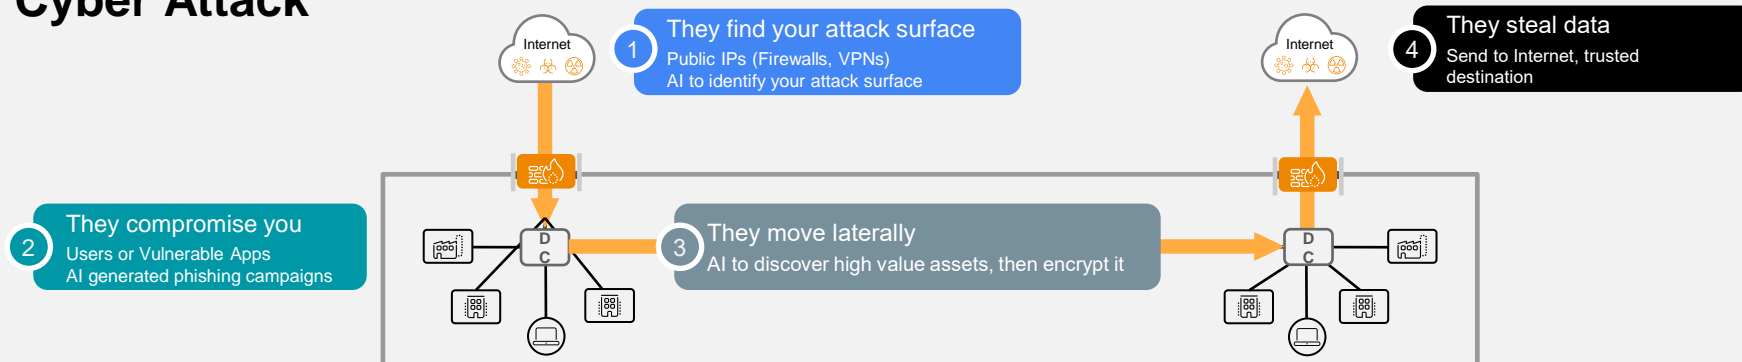 Cyber Attack
Internet
1
They find your attack surface
Public IPs (Firewalls, VPNs)
AI to identify your attack surface
Internet
4
They steal data
Send to Internet, trusted
destination
2
They compromise you
Users or Vulnerable Apps
AI generated phishing campaigns
D
C
3
They move laterally
AI to discover high value assets, then encrypt it
D
C